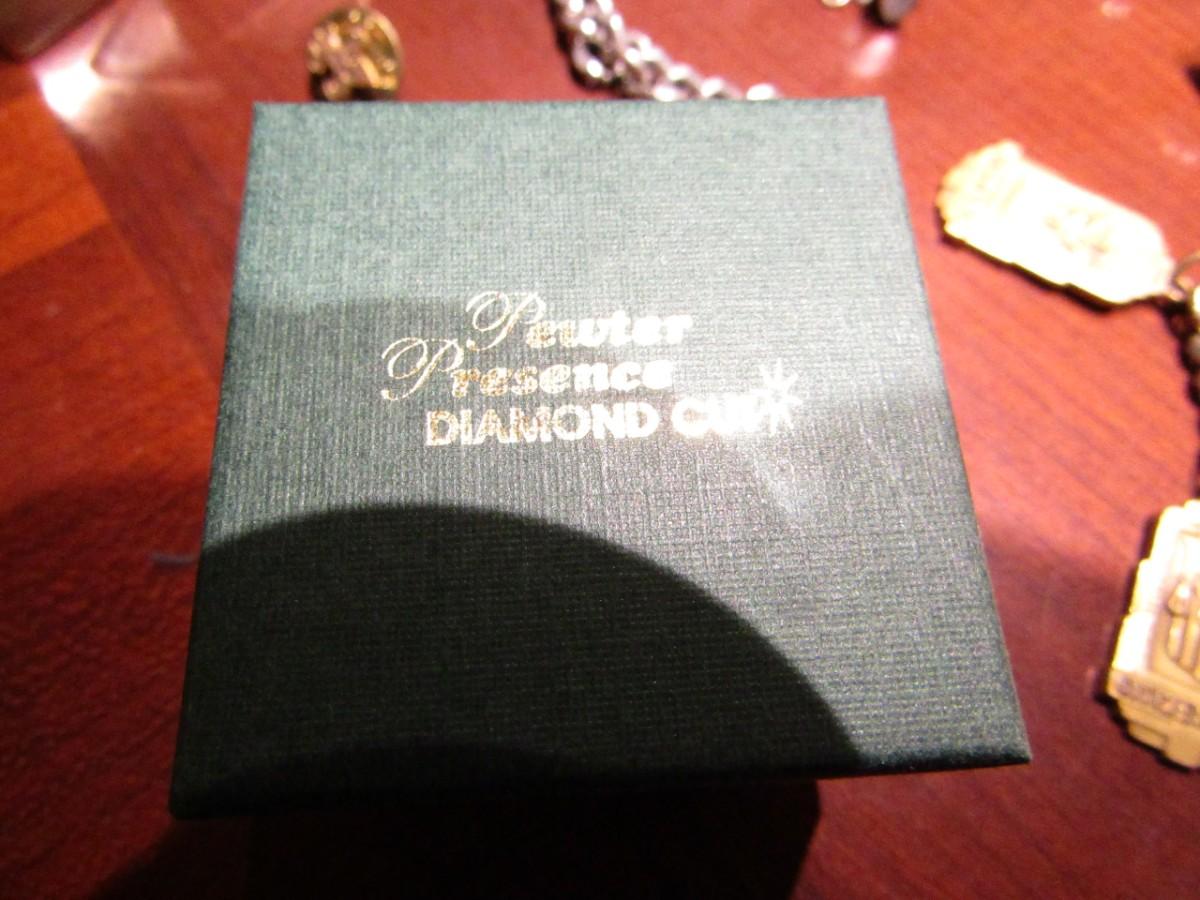 Pewter
Presence
DIAMOND CUT